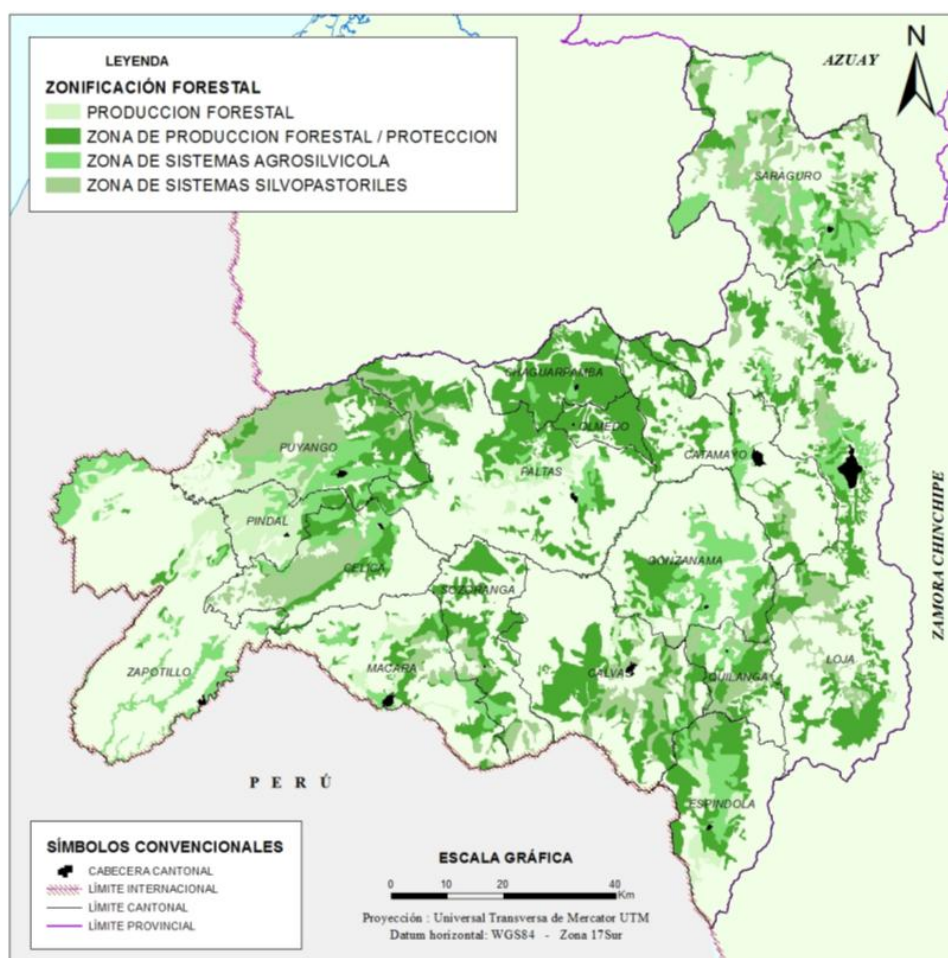 LEYENDA
ZONIFICACIÓN FORESTAL
PRODUCCION FORESTAL
ZONA DE PRODUCCION FORESTAL / PROTECCION
ZONA DE SISTEMAS AGROSILVICOLA
ZONA DE SISTEMAS SILVOPASTORILES
N
AZUAY
SARAGURO
CHAGUARPAMBA
OLMEDO
PUYANGO
CATAMAYO
PALTAS
PINDAL
CELICA
GONZANAMA
SOZORANGA
ZAMORA CHINCHIPE
ZAPOTILLO
MACARA
CALVAS
QUILANGA
LOJA
PERÚ
ESPINDOLA
SÍMBOLOS CONVENCIONALES
CABECERA CANTONAL
LÍMITE INTERNACIONAL
LÍMITE CANTONAL
LÍMITE PROVINCIAL
ESCALA GRÁFICA
0 10 20 40
Km
Proyección : Universal Transversa de Mercator UTM
Datum horizontal: WGS84 - Zona 17Sur